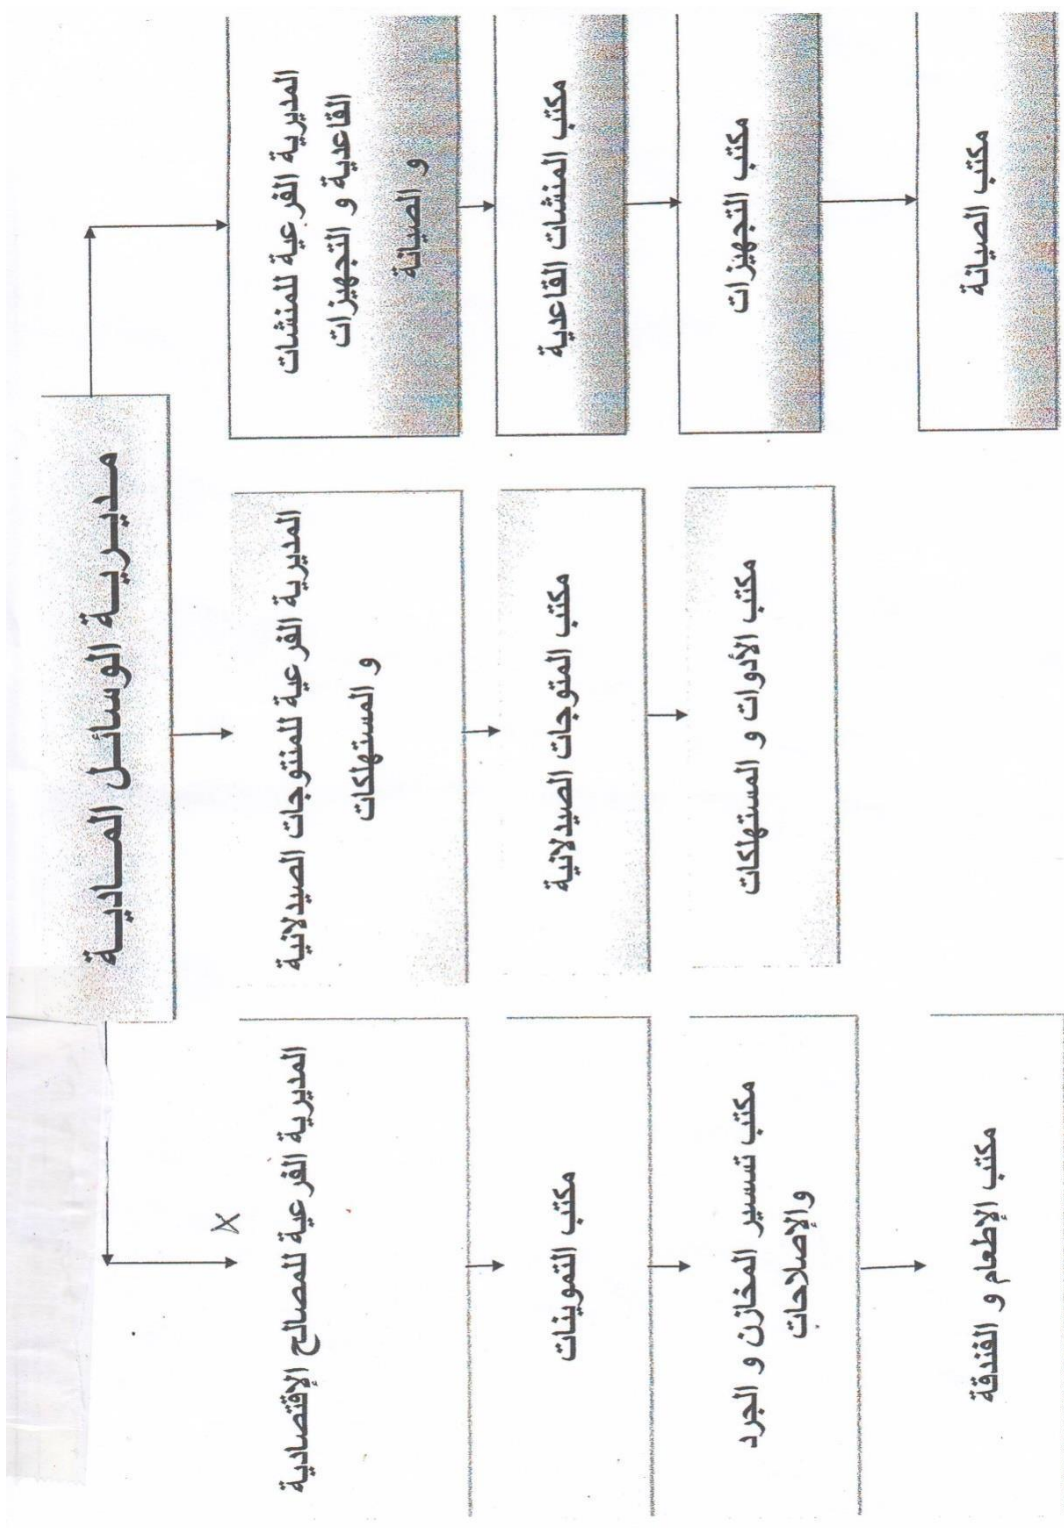 مديرية الوسائل المادية
المديرية الفرعية للمنشات
القاعدية و التجهيزات
و الصيانة
مكتب المنشات القاعدية
مكتب التجهيزات
مكتب الصيانة
المديرية الفرعية للمنتوجات الصيدلانية
و المستهلكات
مكتب المتوجات الصيدلانية
مكتب الأدوات و المستهلكات
المديرية الفرعية للمصالح الإقتصادية
مكتب التموينات
مكتب تسيير المخازن و الجرد
والإصلاحات
مكتب الإطعام و الفندقة